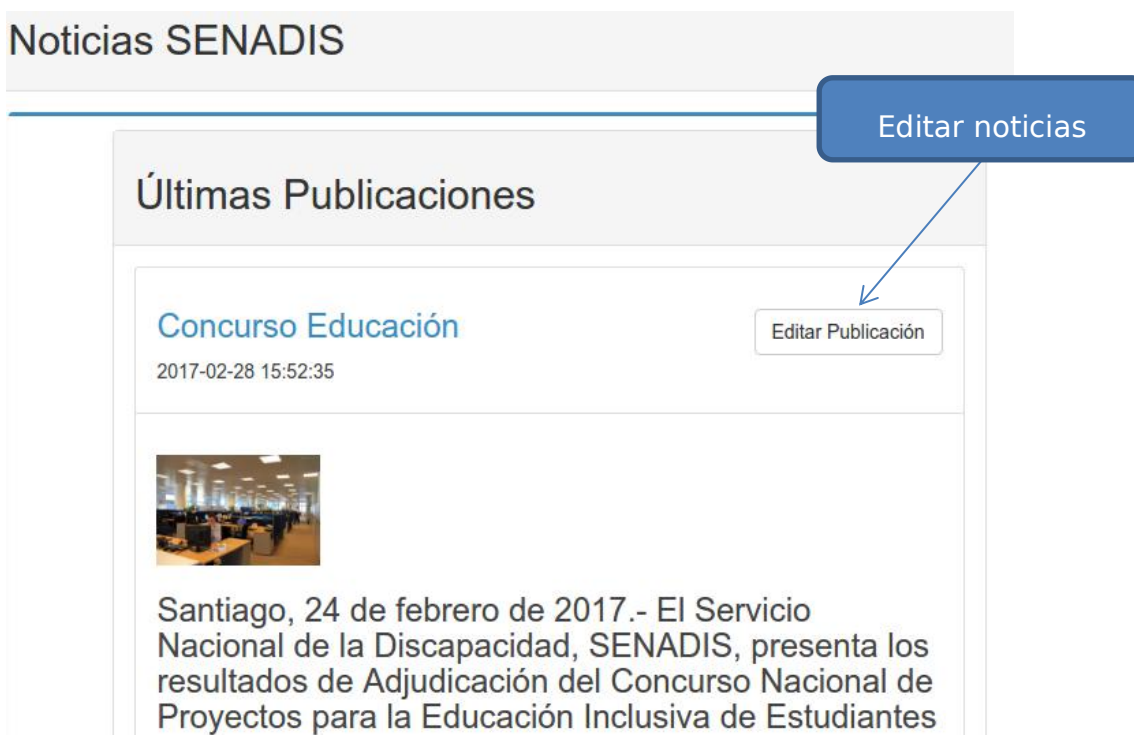 Noticias SENADIS
Editar noticias
Últimas Publicaciones
Concurso Educación
Editar Publicación
2017-02-28 15:52:35
Santiago, 24 de febrero de 2017.- El Servicio
Nacional de la Discapacidad, SENADIS, presenta los
resultados de Adjudicación del Concurso Nacional de
Proyectos para la Educación Inclusiva de Estudiantes